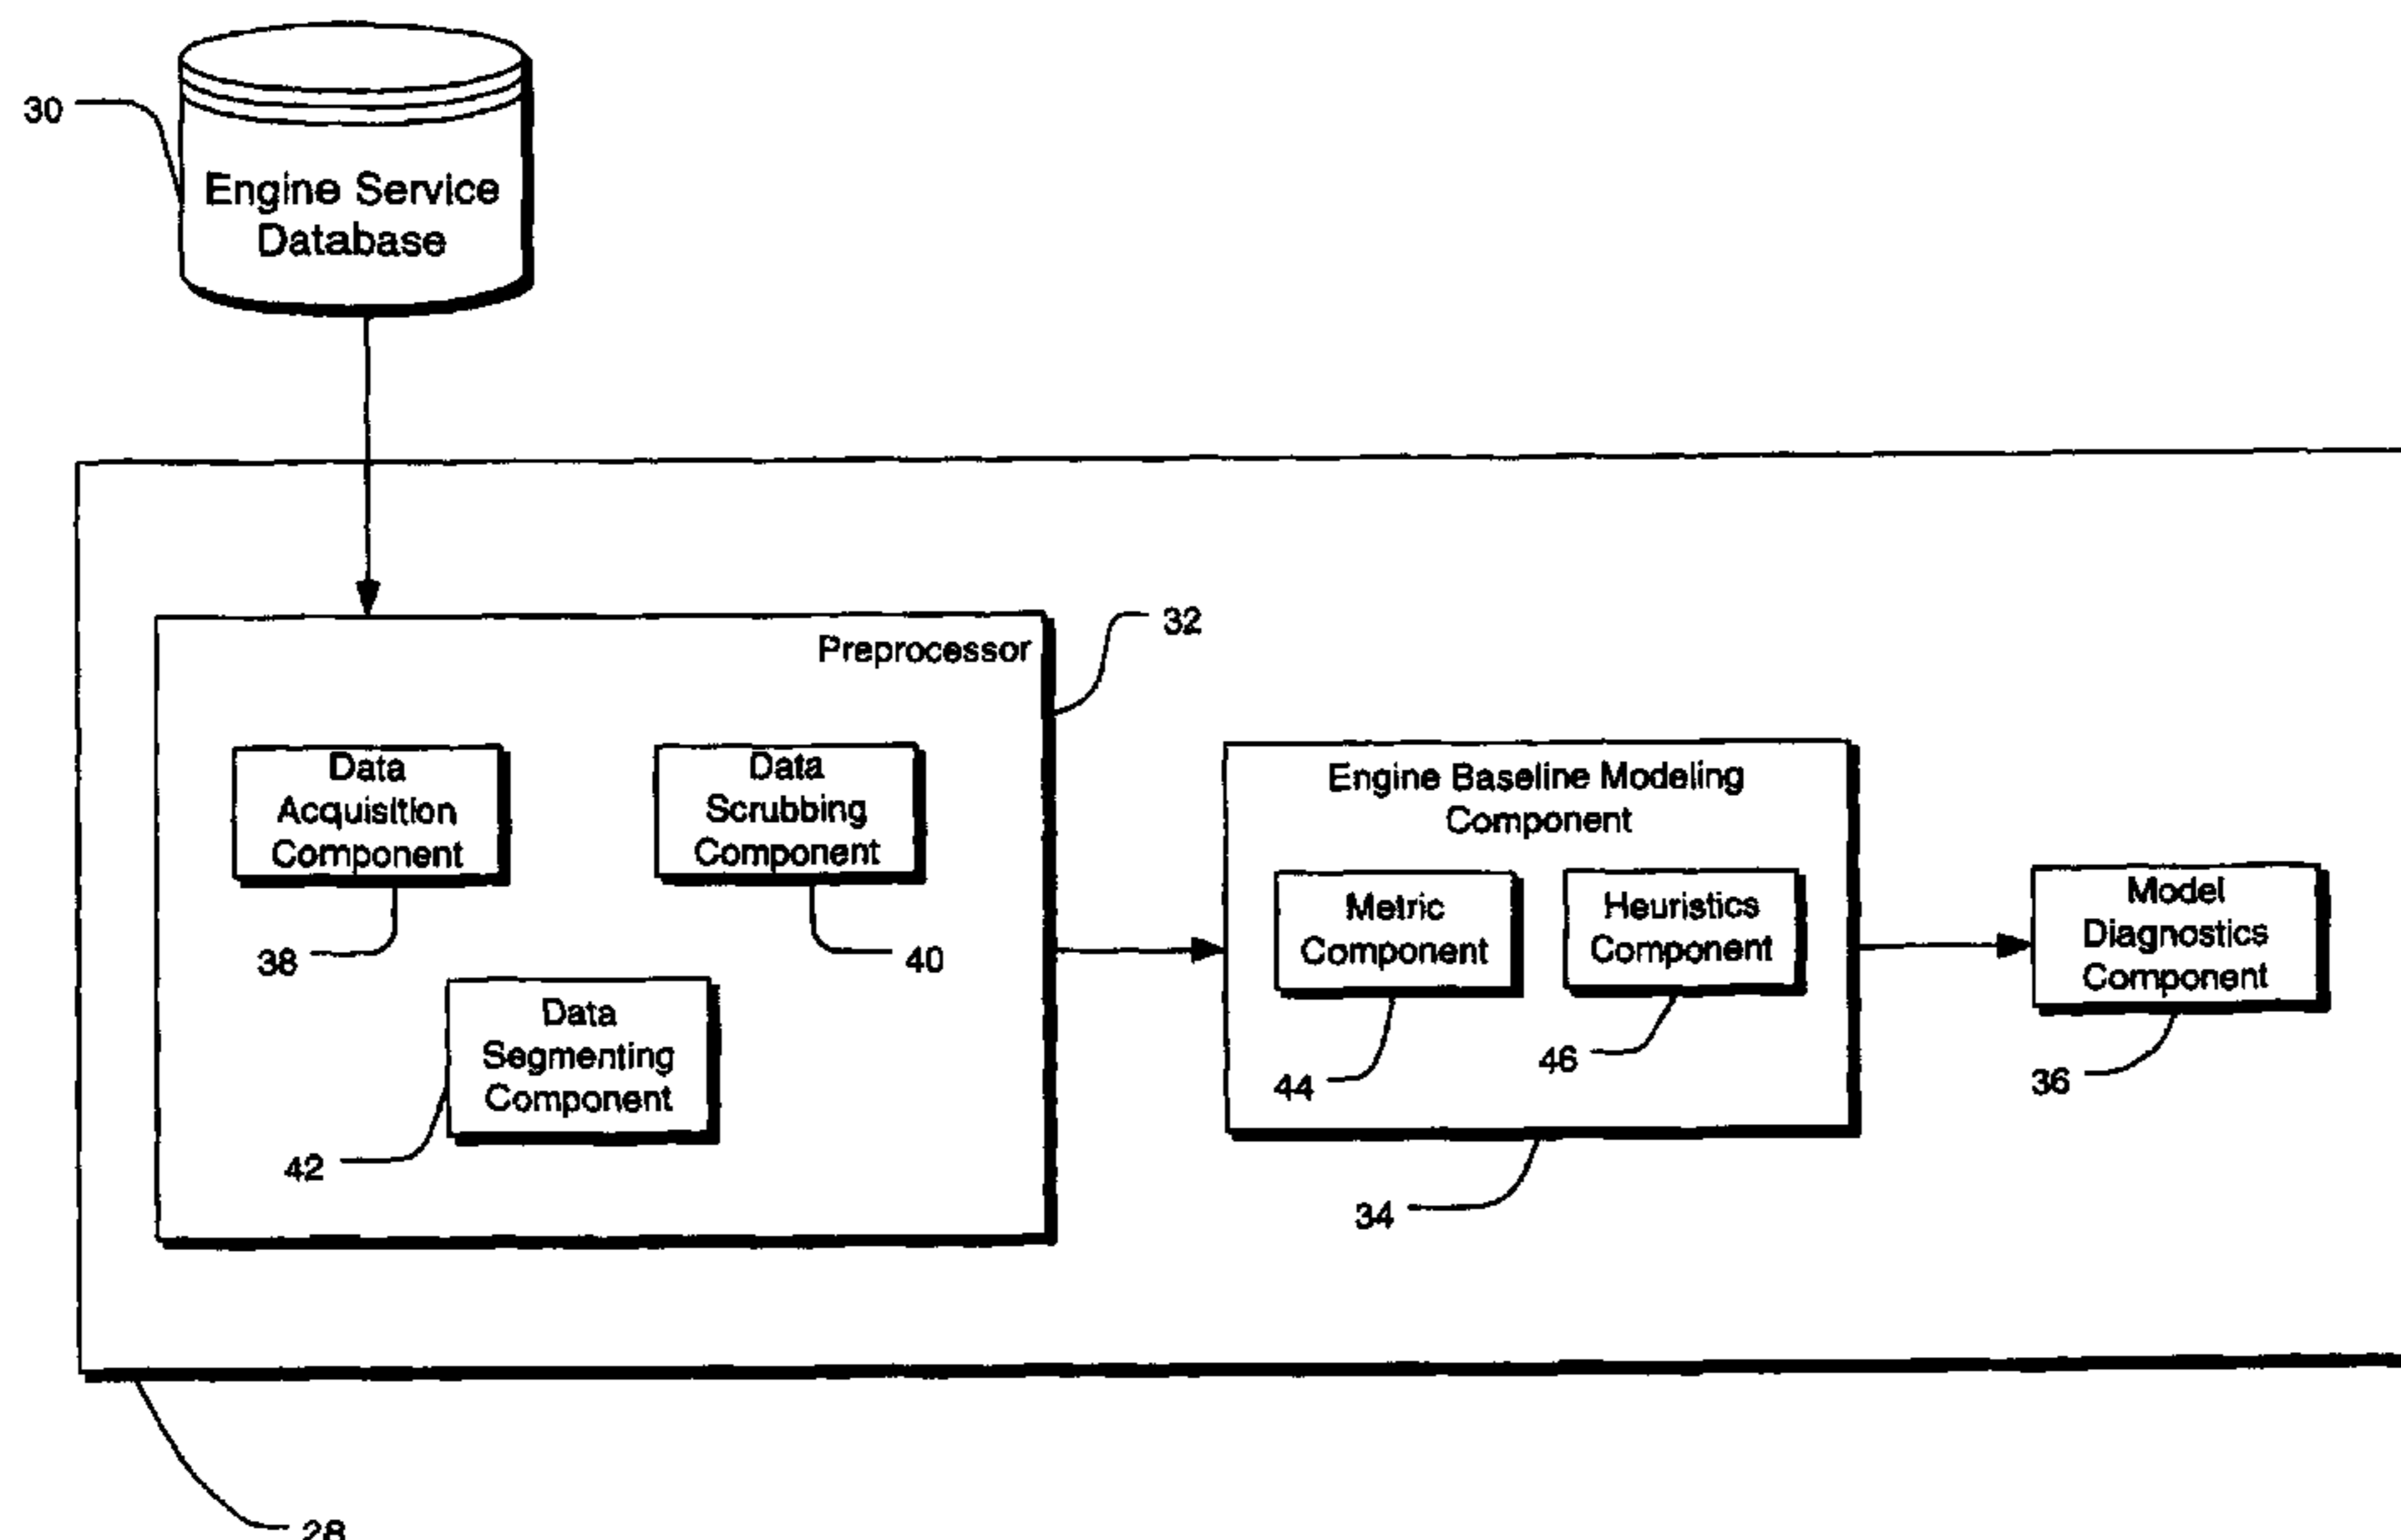 30
Engine Service
Database
32
Preprocessor
Data
Acquisition
Component
38
Data
Scrubbing
Component
40
Data
Segmenting
Component
42
Engine Baseline Modeling
Component
Metric
Component
44
Heuristics
Component
46
34
Model
Diagnostics
Component
36
28